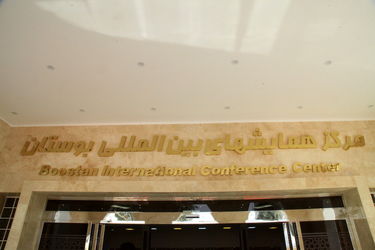 مرکز همایشهای بین المللی بوستان
Boostan International Conference Center